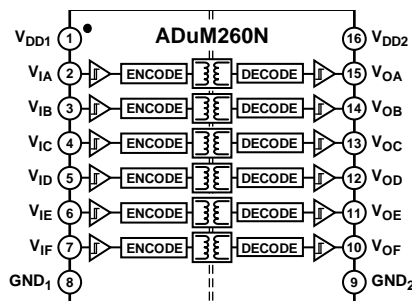 ADuM260N
VDD1 1 16 VDD2
VIA 2 ENCODE DECODE 15 VOA
VIB 3 ENCODE DECODE 14 VOB
VIC 4 ENCODE DECODE 13 VOC
VID 5 ENCODE DECODE 12 VOD
VIE 6 ENCODE DECODE 11 VOE
VIF 7 ENCODE DECODE 10 VOF
GND1 8 9 GND2